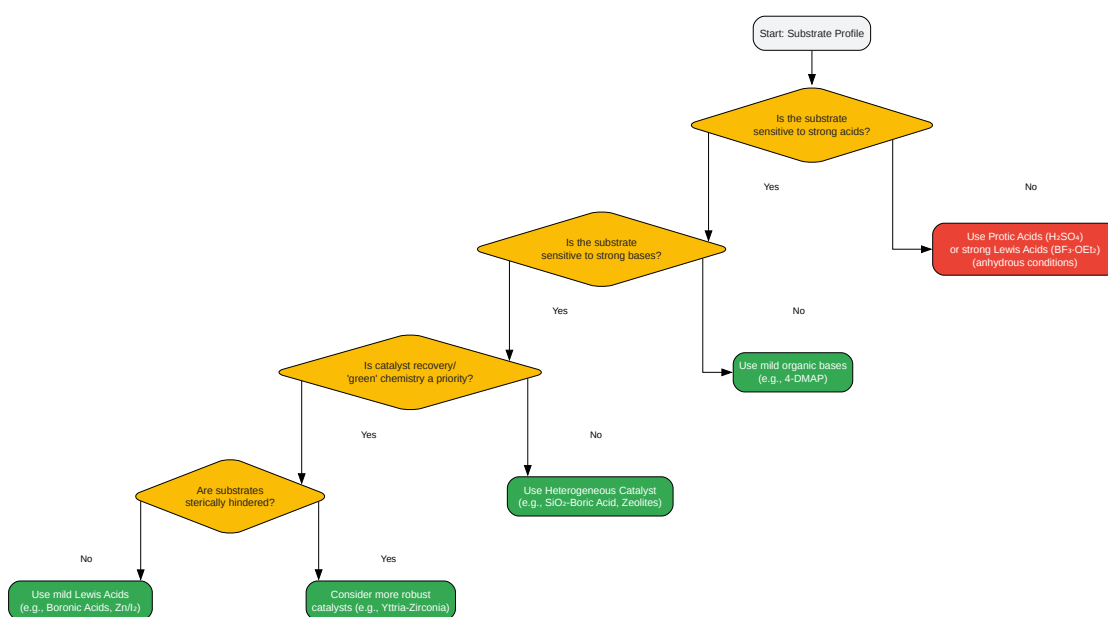 Start: Substrate Profile
Is the substrate
sensitive to strong acids?
Yes
No
Use Protic Acids (H₂SO₄)
or strong Lewis Acids (BF₃·OEt₂)
(anhydrous conditions)
Is the substrate
sensitive to strong bases?
Yes
No
Use mild organic bases
(e.g., 4-DMAP)
Is catalyst recovery/
'green' chemistry a priority?
Yes
No
Use Heterogeneous Catalyst
(e.g., SiO₂-Boric Acid, Zeolites)
Are substrates
sterically hindered?
No
Yes
Use mild Lewis Acids
(e.g., Boronic Acids, Zn/I₂)
Consider more robust
catalysts (e.g., Yttria-Zirconia)